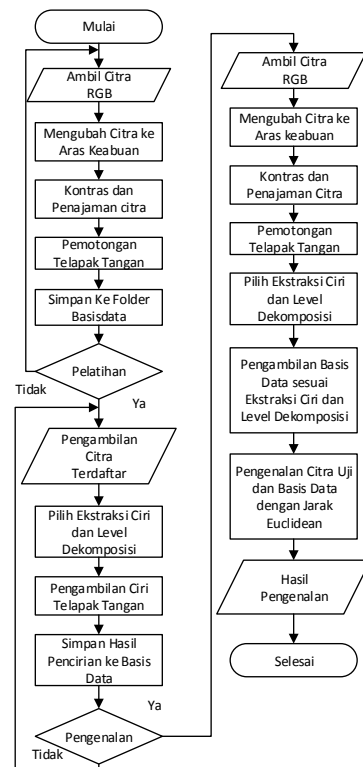 Mulai
Ambil Citra
RGB
Mengubah Citra ke
Aras Keabuan
Kontras dan
Penajaman citra
Pemotongan
Telapak Tangan
Simpan Ke Folder
Basisdata
Pelatihan
Tidak
Ya
Pengambilan
Citra
Terdaftar
Pilih Ekstraksi Ciri
dan Level
Dekomposisi
Pengambilan Ciri
Telapak Tangan
Simpan Hasil
Pencirian ke Basis
Data
Ya
Pengenalan
Tidak
Ambil Citra
RGB
Mengubah Citra ke
Aras keabuan
Kontras dan
Penajaman Citra
Pemotongan
Telapak Tangan
Pilih Ekstraksi Ciri
dan Level
Dekomposisi
Pengambilan Basis
Data sesuai
Ekstraksi Ciri dan
Level Dekomposisi
Pengenalan Citra Uji
dan Basis Data
dengan Jarak
Euclidean
Hasil
Pengenalan
Selesai